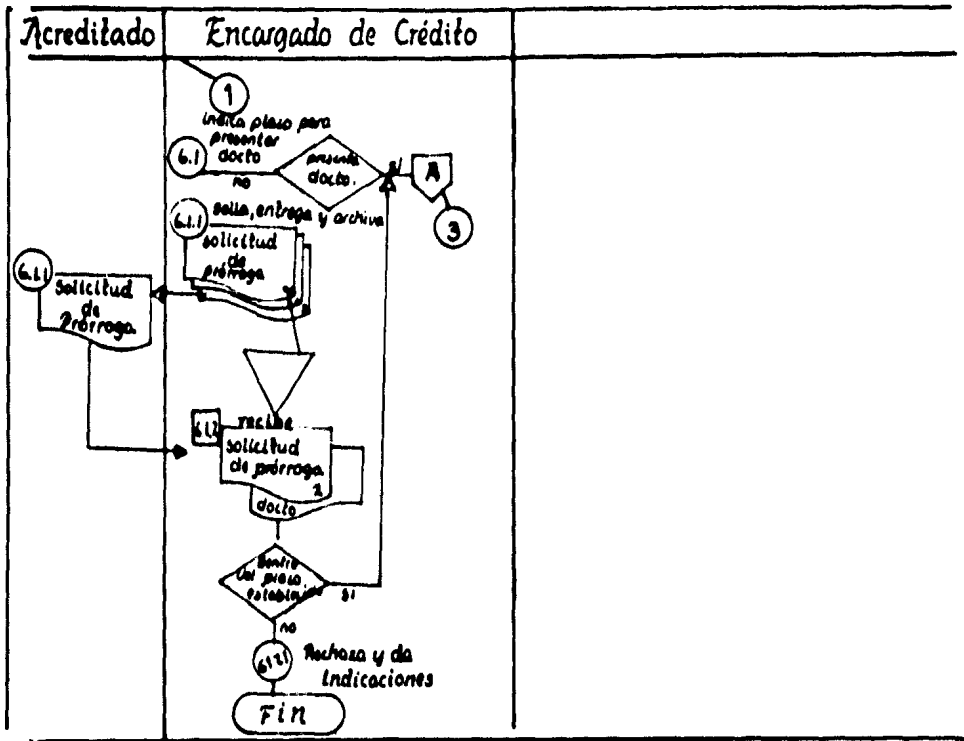 Acreditado
Encargado de Crédito
1
indica plazo para
presentar
docto
6.1
no
presenta
docto.
si
A
3
sella, entrega y archiva
6.1.1
solicitud
de
prórroga
6.1.1
Solicitud
de
Prórroga.
6.1.2
recibe
solicitud
de prórroga
docto
Dentro
del plazo
establecido
si
no
6.1.2.1
Rechaza y da
Indicaciones
Fin